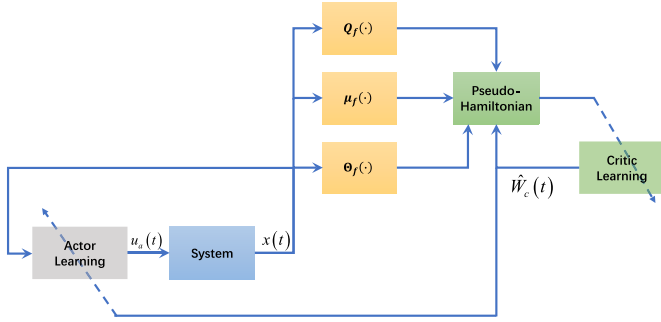 Q_f(·)
μ_f(·)
Pseudo-
Hamiltonian
Θ_f(·)
Critic
Learning
Ŵ_c(t)
Actor
Learning
u_a(t)
System
x(t)